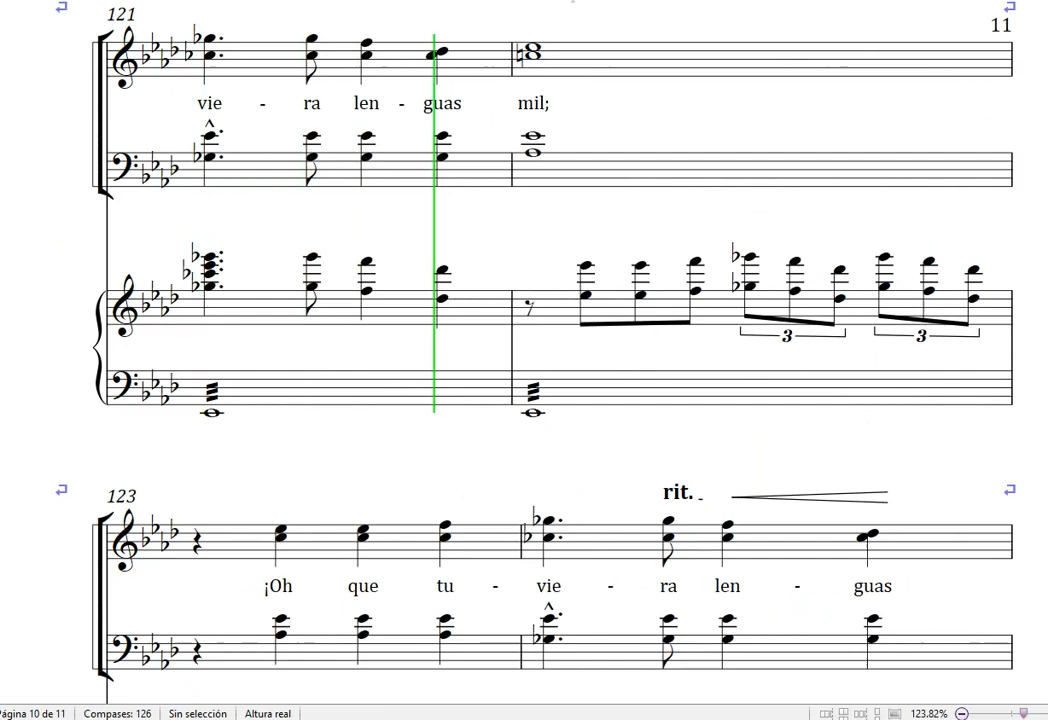 121
11
vie - ra len - guas mil;
3 3
123
rit.
¡Oh que tu - vie - ra len - guas
Página 10 de 11 Compases: 126 Sin selección Altura real 123.82%